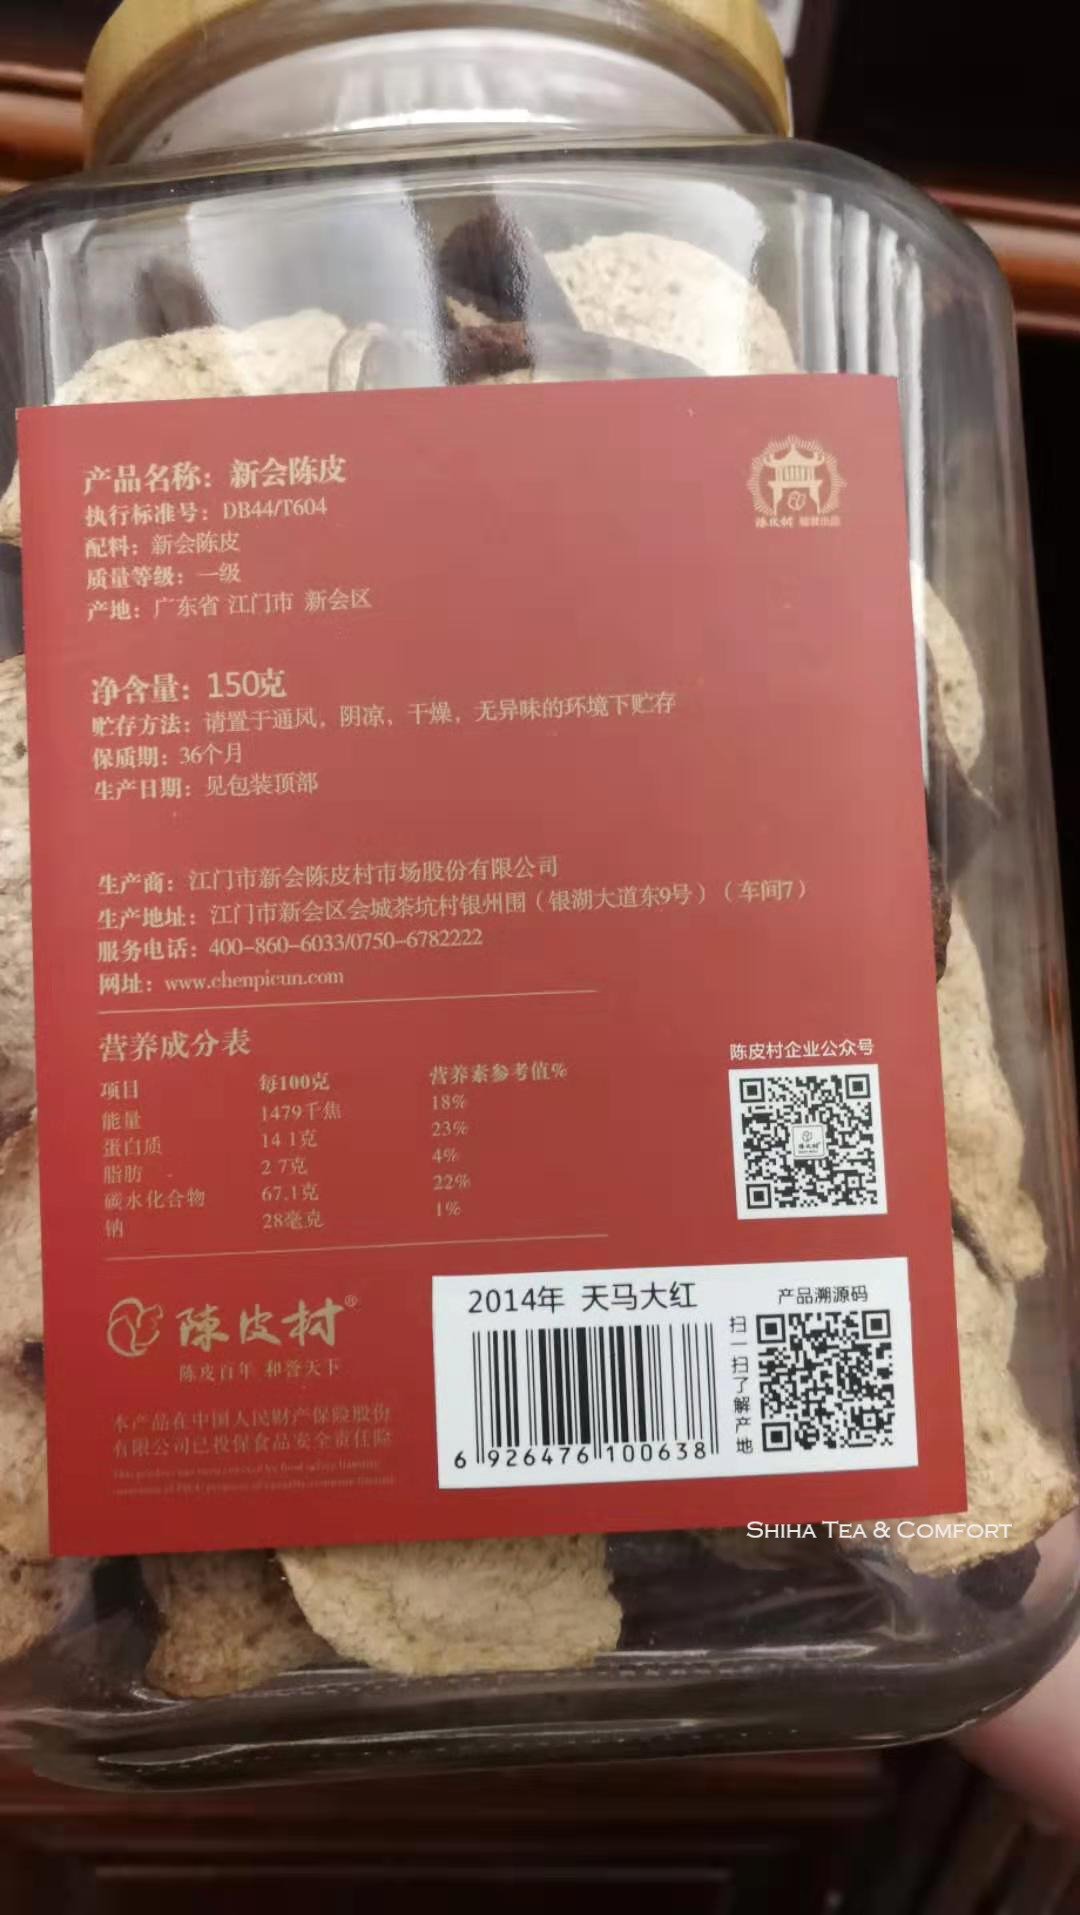 产品名称：新会陈皮
执行标准号：DB44/T604
配料：新会陈皮
质量等级：一级
产地：广东省 江门市 新会区
陈皮村
净含量：150克
贮存方法：请置于通风，阴凉、干燥，无异味的环境下贮存
保质期：36个月
生产日期：见包装顶部
生产商：江门市新会陈皮村市场股份有限公司
生产地址：江门市新会区会城茶坑村银州围（银湖大道东9号）（车间7）
服务电话：400-860-6033/0750-6782222
网址：www.chenpicun.com
营养成分表
项目 每100克 营养素参考值%
能量 1479千焦 18%
蛋白质 14 1克 23%
脂肪 2 7克 4%
碳水化合物 67.1克 22%
钠 28毫克 1%
陈皮村企业公众号
陳皮村®
陈皮百年 和誉天下
本产品在中国人民财产保险股份
有限公司已投保食品安全责任险
2014年 天马大红
6 926476 100638
产品溯源码
扫一扫了解产地
SHIHA TEA & COMFORT